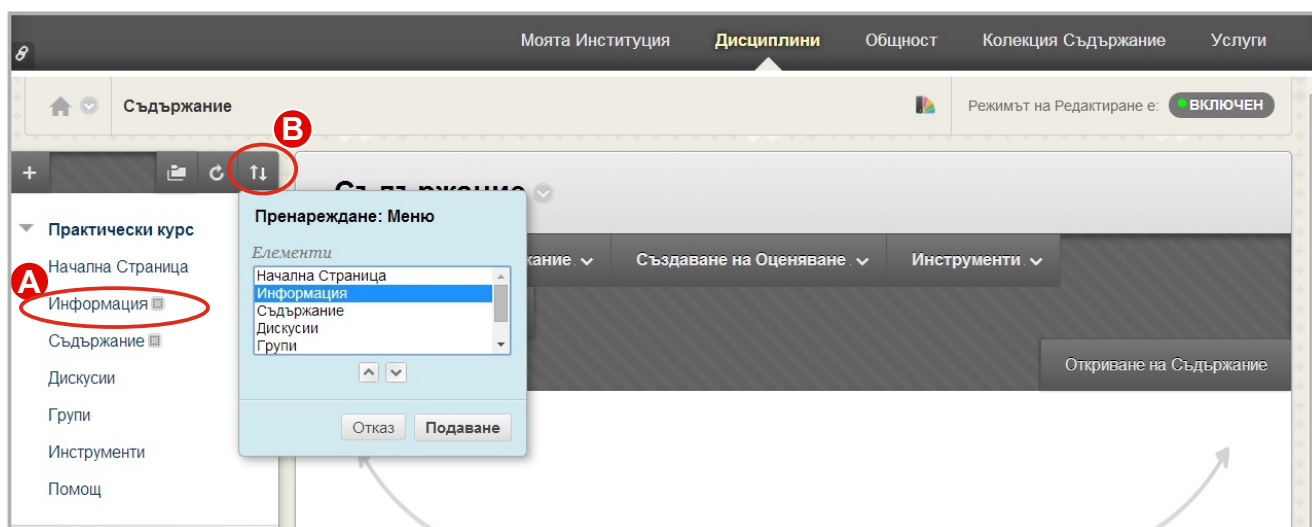 Моята Институция Дисциплини Общност Колекция Съдържание Услуги
Съдържание
Режимът на Редактиране е: ВКЛЮЧЕН
B
Съдържание
Практически курс
Начална Страница
A
Информация
Съдържание
Дискусии
Групи
Инструменти
Помощ
Пренареждане: Меню
Елементи
Начална Страница
Информация
Съдържание
Дискусии
Групи
Отказ Подаване
Създаване на Оценяване Инструменти
Откриване на Съдържание